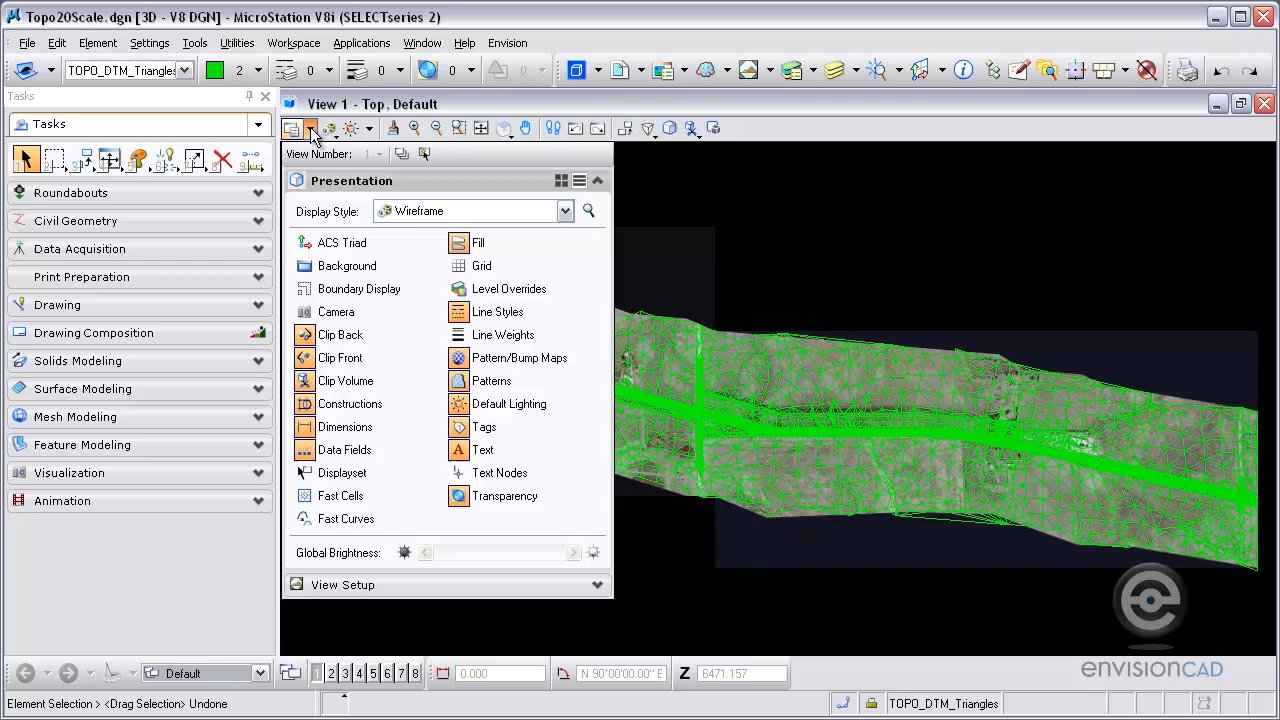 Topo20Scale.dgn [3D - V8 DGN] - MicroStation V8i (SELECTseries 2)
File Edit Element Settings Tools Utilities Workspace Applications Window Help Envision
TOPO_DTM_Triangles 2 0 0 0 0
Tasks
View 1 - Top, Default
Tasks
View Number: 1
Presentation
Display Style: Wireframe
ACS Triad Fill
Background Grid
Boundary Display Level Overrides
Camera Line Styles
Clip Back Line Weights
Clip Front Pattern/Bump Maps
Clip Volume Patterns
Constructions Default Lighting
Dimensions Tags
Data Fields Text
Displayset Text Nodes
Fast Cells Transparency
Fast Curves
Global Brightness:
View Setup
Roundabouts
Civil Geometry
Data Acquisition
Print Preparation
Drawing
Drawing Composition
Solids Modeling
Surface Modeling
Mesh Modeling
Feature Modeling
Visualization
Animation
envisionCAD
Default 1 2 3 4 5 6 7 8 0.000 N 90°00'00.00" E Z 6471.157
Element Selection > <Drag Selection> Undone TOPO_DTM_Triangles